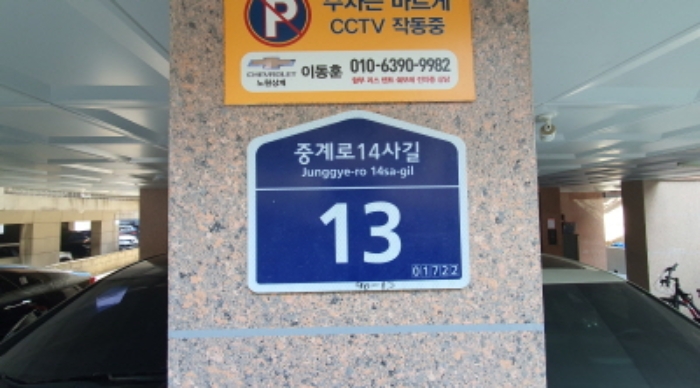 주차는 바르게
CCTV 작동중
CHEVROLET
노원상계
이동훈 010-6390-9982
중계로14사길
Junggye-ro 14sa-gil
13
01722